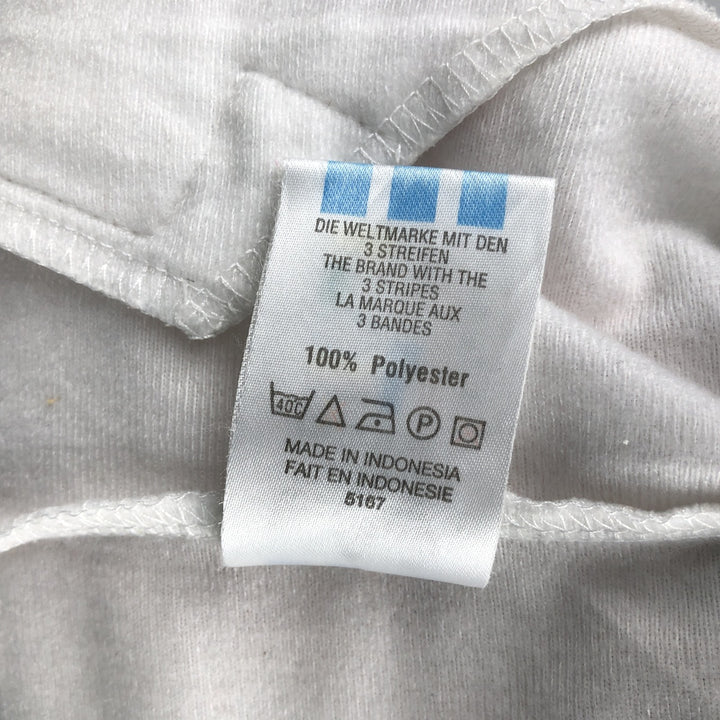 DIE WELTMARKE MIT DEN
3 STREIFEN
THE BRAND WITH THE
3 STRIPES
LA MARQUE AUX
3 BANDES
100% Polyester
40C P
MADE IN INDONESIA
FAIT EN INDONESIE
5167